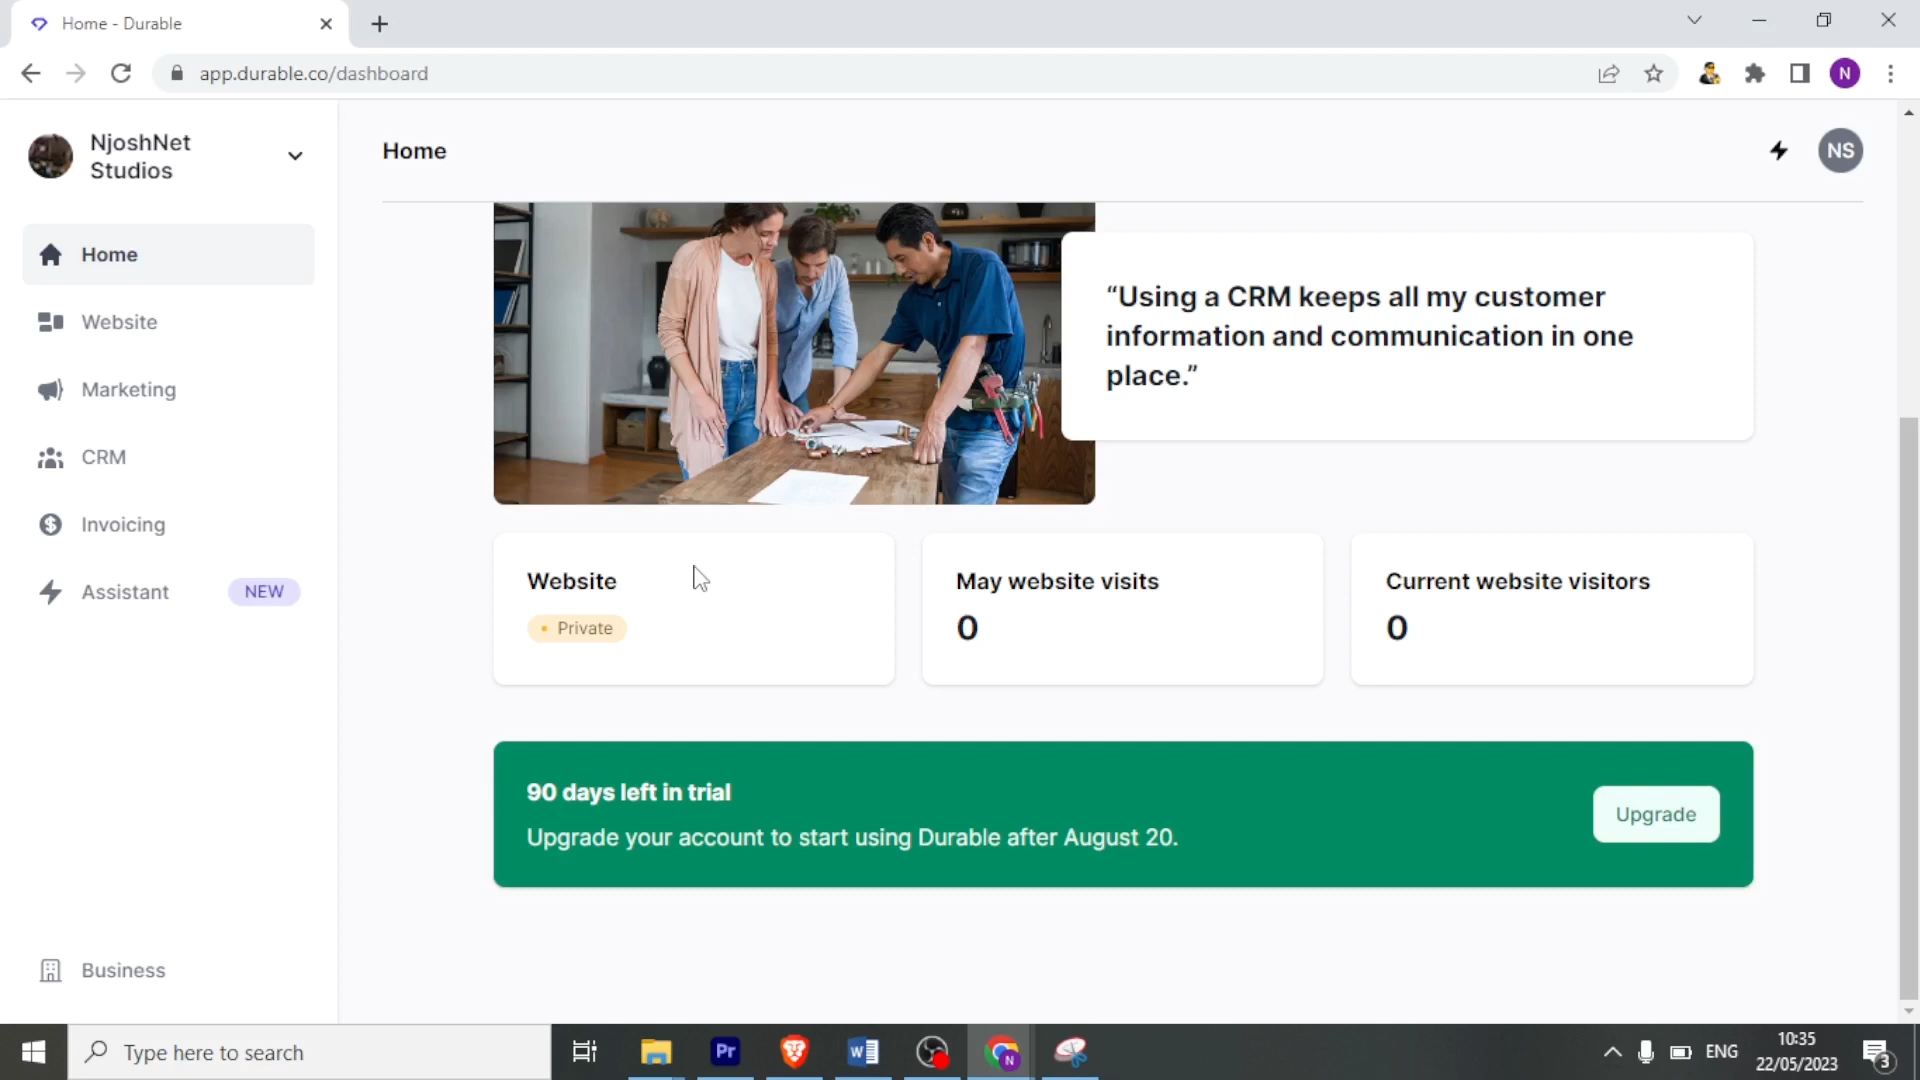 Home - Durable
app.durable.co/dashboard
N
NjoshNet
Studios
Home
NS
Home
Website
Marketing
CRM
Invoicing
Assistant NEW
Business
“Using a CRM keeps all my customer
information and communication in one
place.”
Website
Private
May website visits
0
Current website visitors
0
90 days left in trial
Upgrade your account to start using Durable after August 20.
Upgrade
Type here to search
Pr
W
N
ENG
10:35
22/05/2023
3